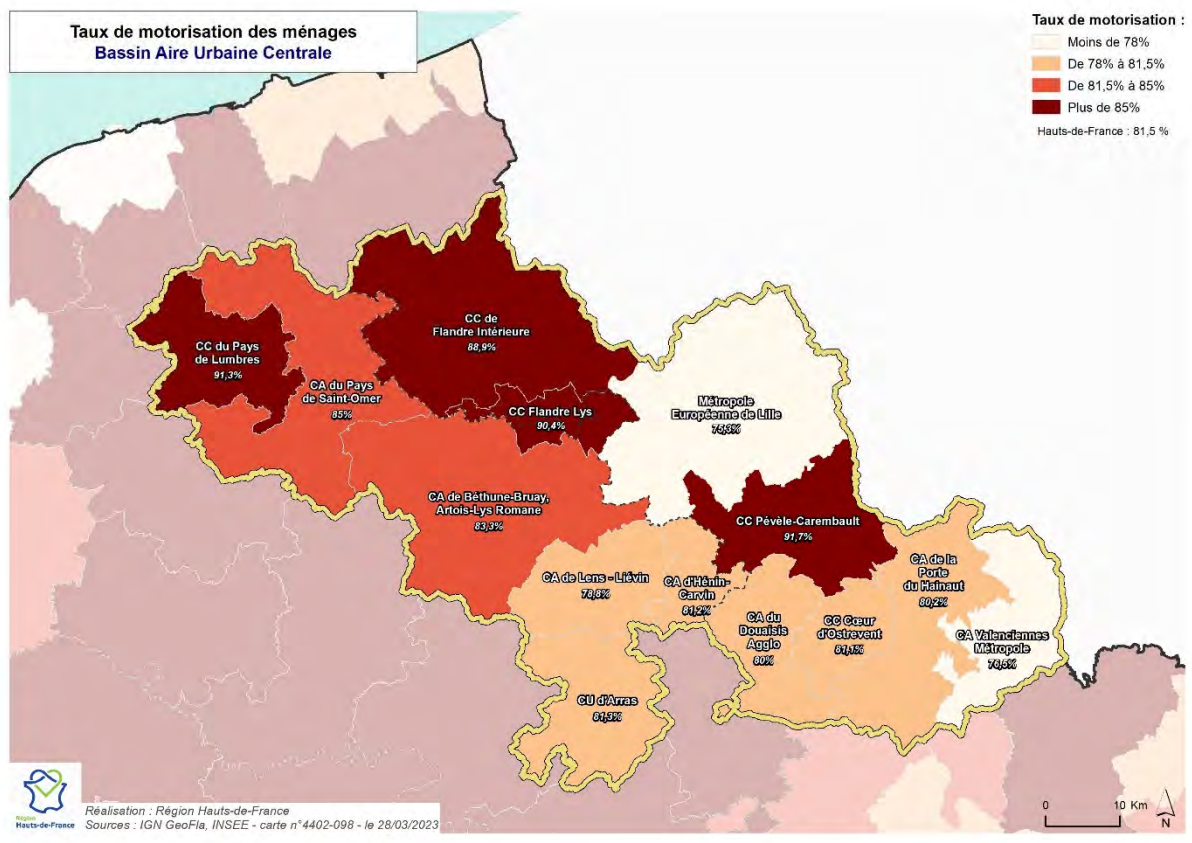 Taux de motorisation des ménages
Bassin Aire Urbaine Centrale
Taux de motorisation :
Moins de 78%
De 78% à 81,5%
De 81,5% à 85%
Plus de 85%
Hauts-de-France : 81,5 %
CC de
Flandre Intérieure
88,9%
CC du Pays
de Lumbres
91,3%
CA du Pays
de Saint-Omer
85%
CC Flandre Lys
90,4%
Métropole
Européenne de Lille
75,3%
CA de Béthune-Bruay,
Artois-Lys Romane
83,3%
CC Pévèle-Carembault
91,7%
CA de Lens - Liévin
78,8%
CA d'Hénin-
Carvin
81,2%
CA de la
Porte
du Hainaut
80,2%
CA du
Douaisis
Agglo
80%
CC Cœur
d'Ostrevent
81,1%
CA Valenciennes
Métropole
76,5%
CU d'Arras
81,3%
Région
Hauts-de-France
Réalisation : Région Hauts-de-France
Sources : IGN GeoFla, INSEE - carte n°4402-098 - le 28/03/2023
0 10 Km
N